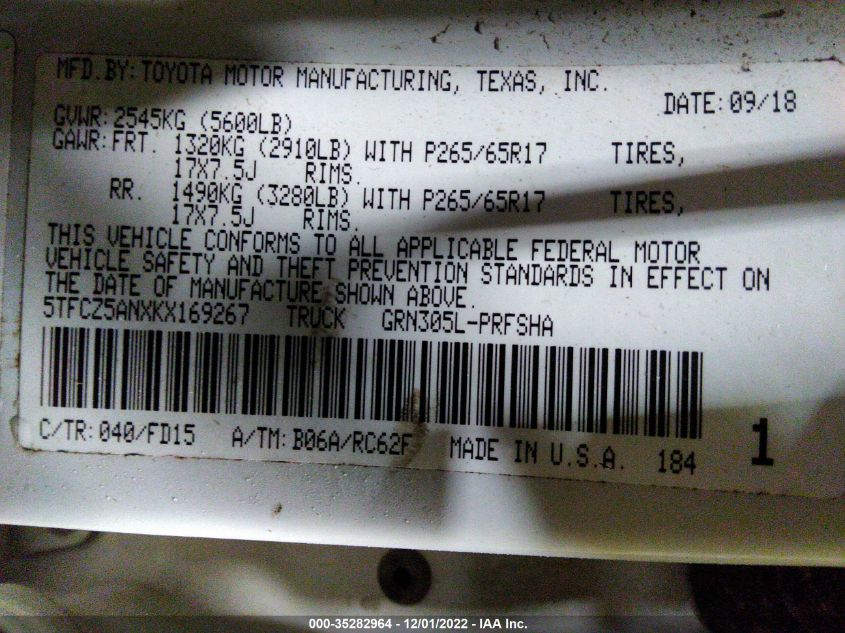 MFD.BY:TOYOTA MOTOR MANUFACTURING, TEXAS, INC.
DATE:09/18
GVWR:2545KG (5600LB)
GAWR:FRT. 1320KG (2910LB) WITH P265/65R17 TIRES,
17X7.5J RIMS.
RR. 1490KG (3280LB) WITH P265/65R17 TIRES,
17X7.5J RIMS.
THIS VEHICLE CONFORMS TO ALL APPLICABLE FEDERAL MOTOR
VEHICLE SAFETY AND THEFT PREVENTION STANDARDS IN EFFECT ON
THE DATE OF MANUFACTURE SHOWN ABOVE.
5TFCZ5ANXKX169267 TRUCK GRN305L-PRFSHA
C/TR:040/FD15 A/TM:B06A/RC62F MADE IN U.S.A. 184 1
000-35282964 - 12/01/2022 - IAA Inc.